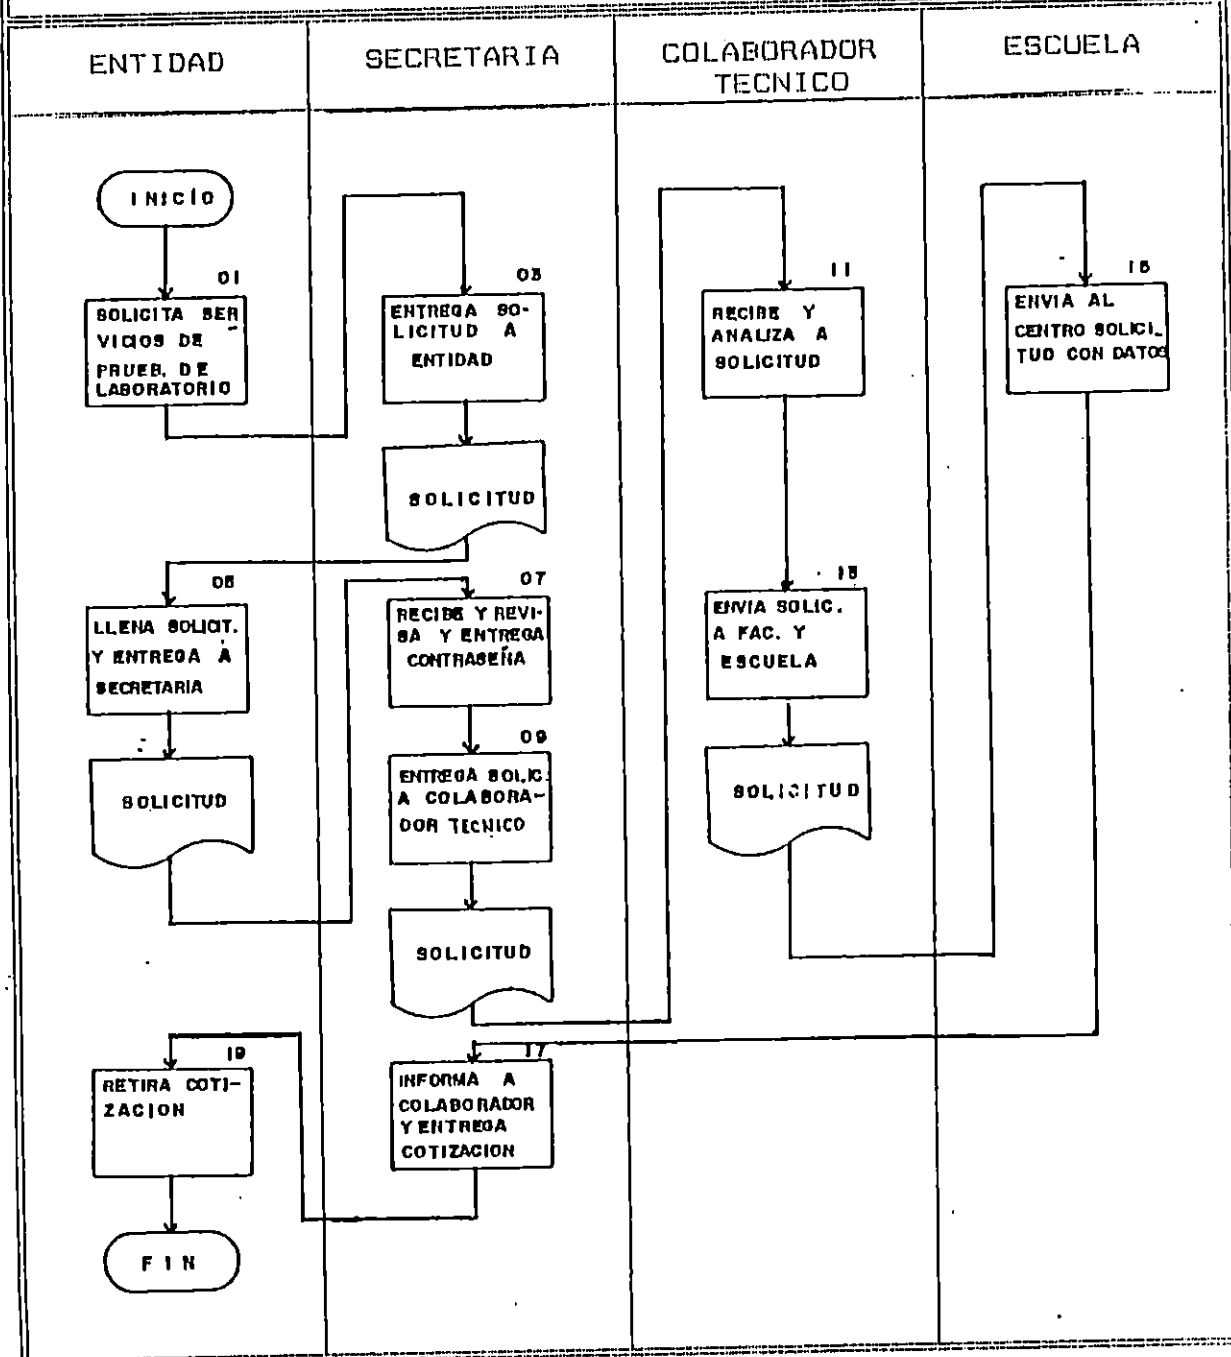 ENTIDAD
SECRETARIA
COLABORADOR
TECNICO
ESCUELA
INICIO
01
SOLICITA SER
VICIOS DE
PRUEB. DE
LABORATORIO
03
ENTREGA SO-
LICITUD A
ENTIDAD
SOLICITUD
05
LLENA SOLICIT.
Y ENTREGA A
SECRETARIA
SOLICITUD
07
RECIBE Y REVI-
SA Y ENTREGA
CONTRASEÑA
09
ENTREGA SOLIC.
A COLABORA-
DOR TECNICO
SOLICITUD
11
RECIBE Y
ANALIZA A
SOLICITUD
13
ENVIA SOLIC.
A FAC. Y
ESCUELA
SOLICITUD
15
ENVIA AL
CENTRO SOLICI-
TUD CON DATOS
17
INFORMA A
COLABORADOR
Y ENTREGA
COTIZACION
19
RETIRA COTI-
ZACION
FIN